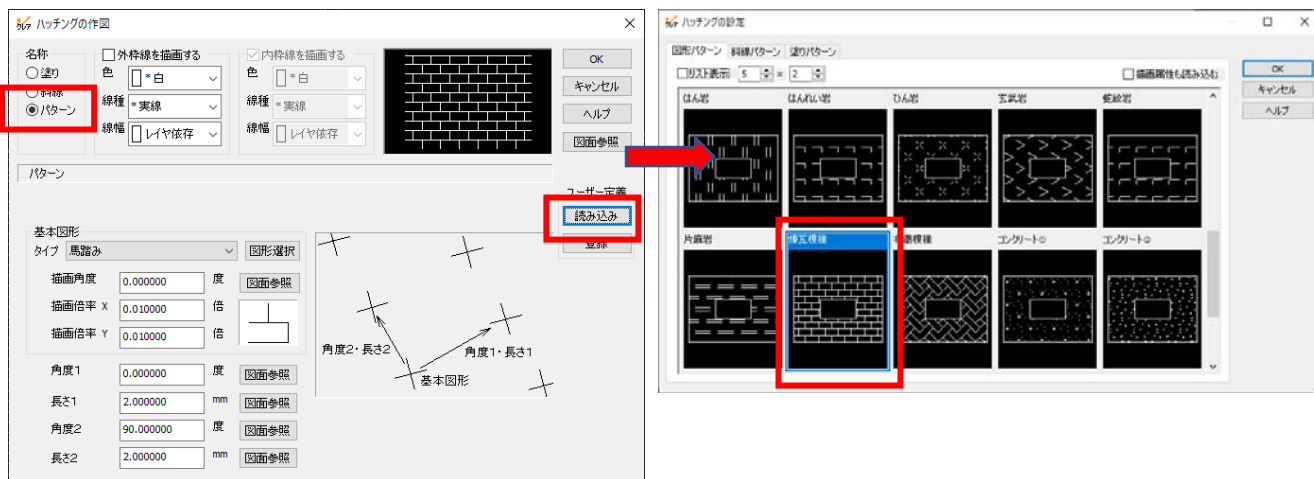 ハッチングの作図
名称
塗り
斜線
パターン
外枠線を描画する
色
*白
線種
*実線
線幅
レイヤ依存
内枠線を描画する
色
*白
線種
*実線
線幅
レイヤ依存
OK
キャンセル
ヘルプ
図面参照
パターン
ユーザー定義
読み込み
登録
基本図形
タイプ 馬踏み
図形選択
描画角度 0.000000 度 図面参照
描画倍率 X 0.010000 倍
描画倍率 Y 0.010000 倍
角度1 0.000000 度 図面参照
長さ1 2.000000 mm 図面参照
角度2 90.000000 度 図面参照
長さ2 2.000000 mm 図面参照
角度2・長さ2
角度1・長さ1
基本図形
ハッチングの設定
図形パターン 斜線パターン 塗りパターン
リスト表示 5 × 2
描画属性も読み込む
OK
キャンセル
ヘルプ
はん岩 はんれい岩 ひん岩 玄武岩 蛇紋岩
片麻岩 煉瓦模様 コンクリート① コンクリート②